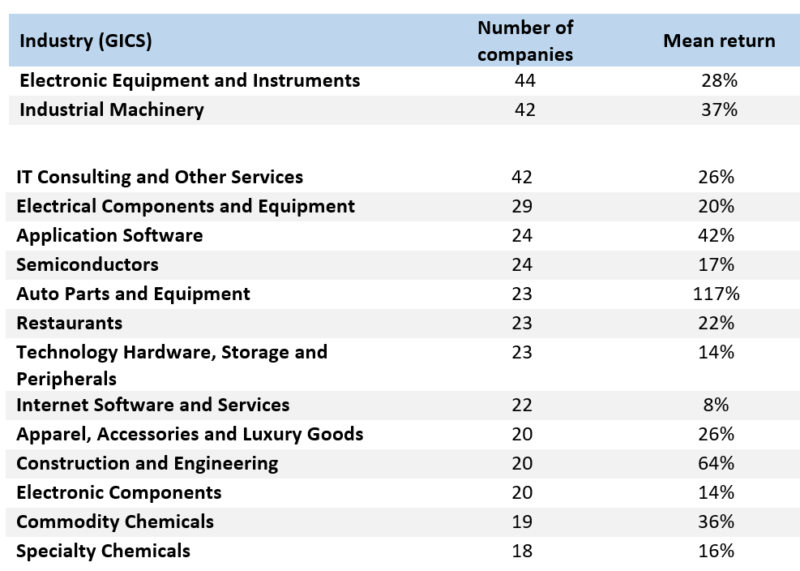 Industry (GICS) Number of companies Mean return
Electronic Equipment and Instruments 44 28%
Industrial Machinery 42 37%
IT Consulting and Other Services 42 26%
Electrical Components and Equipment 29 20%
Application Software 24 42%
Semiconductors 24 17%
Auto Parts and Equipment 23 117%
Restaurants 23 22%
Technology Hardware, Storage and 23 14%
Peripherals
Internet Software and Services 22 8%
Apparel, Accessories and Luxury Goods 20 26%
Construction and Engineering 20 64%
Electronic Components 20 14%
Commodity Chemicals 19 36%
Specialty Chemicals 18 16%